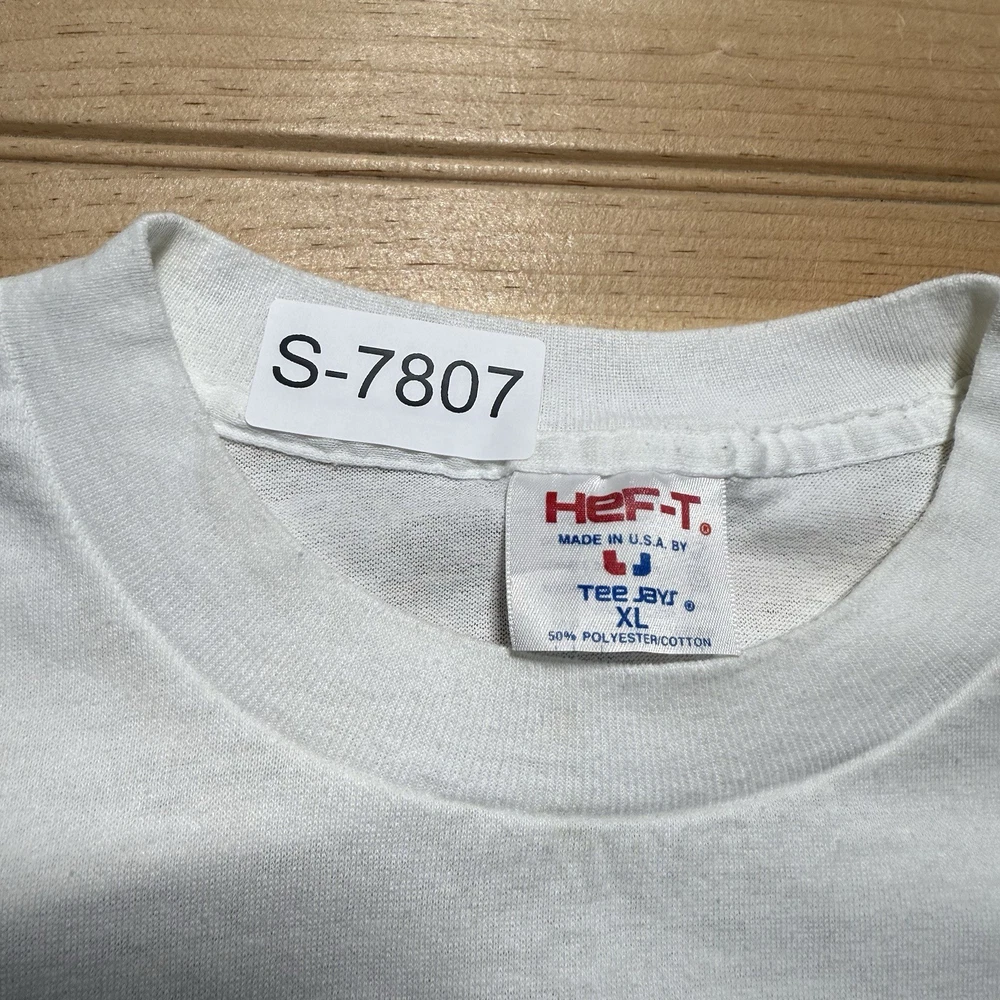 S-7807
HeF-T®
MADE IN U.S.A. BY
Tee Jays ®
XL
50% POLYESTER/COTTON